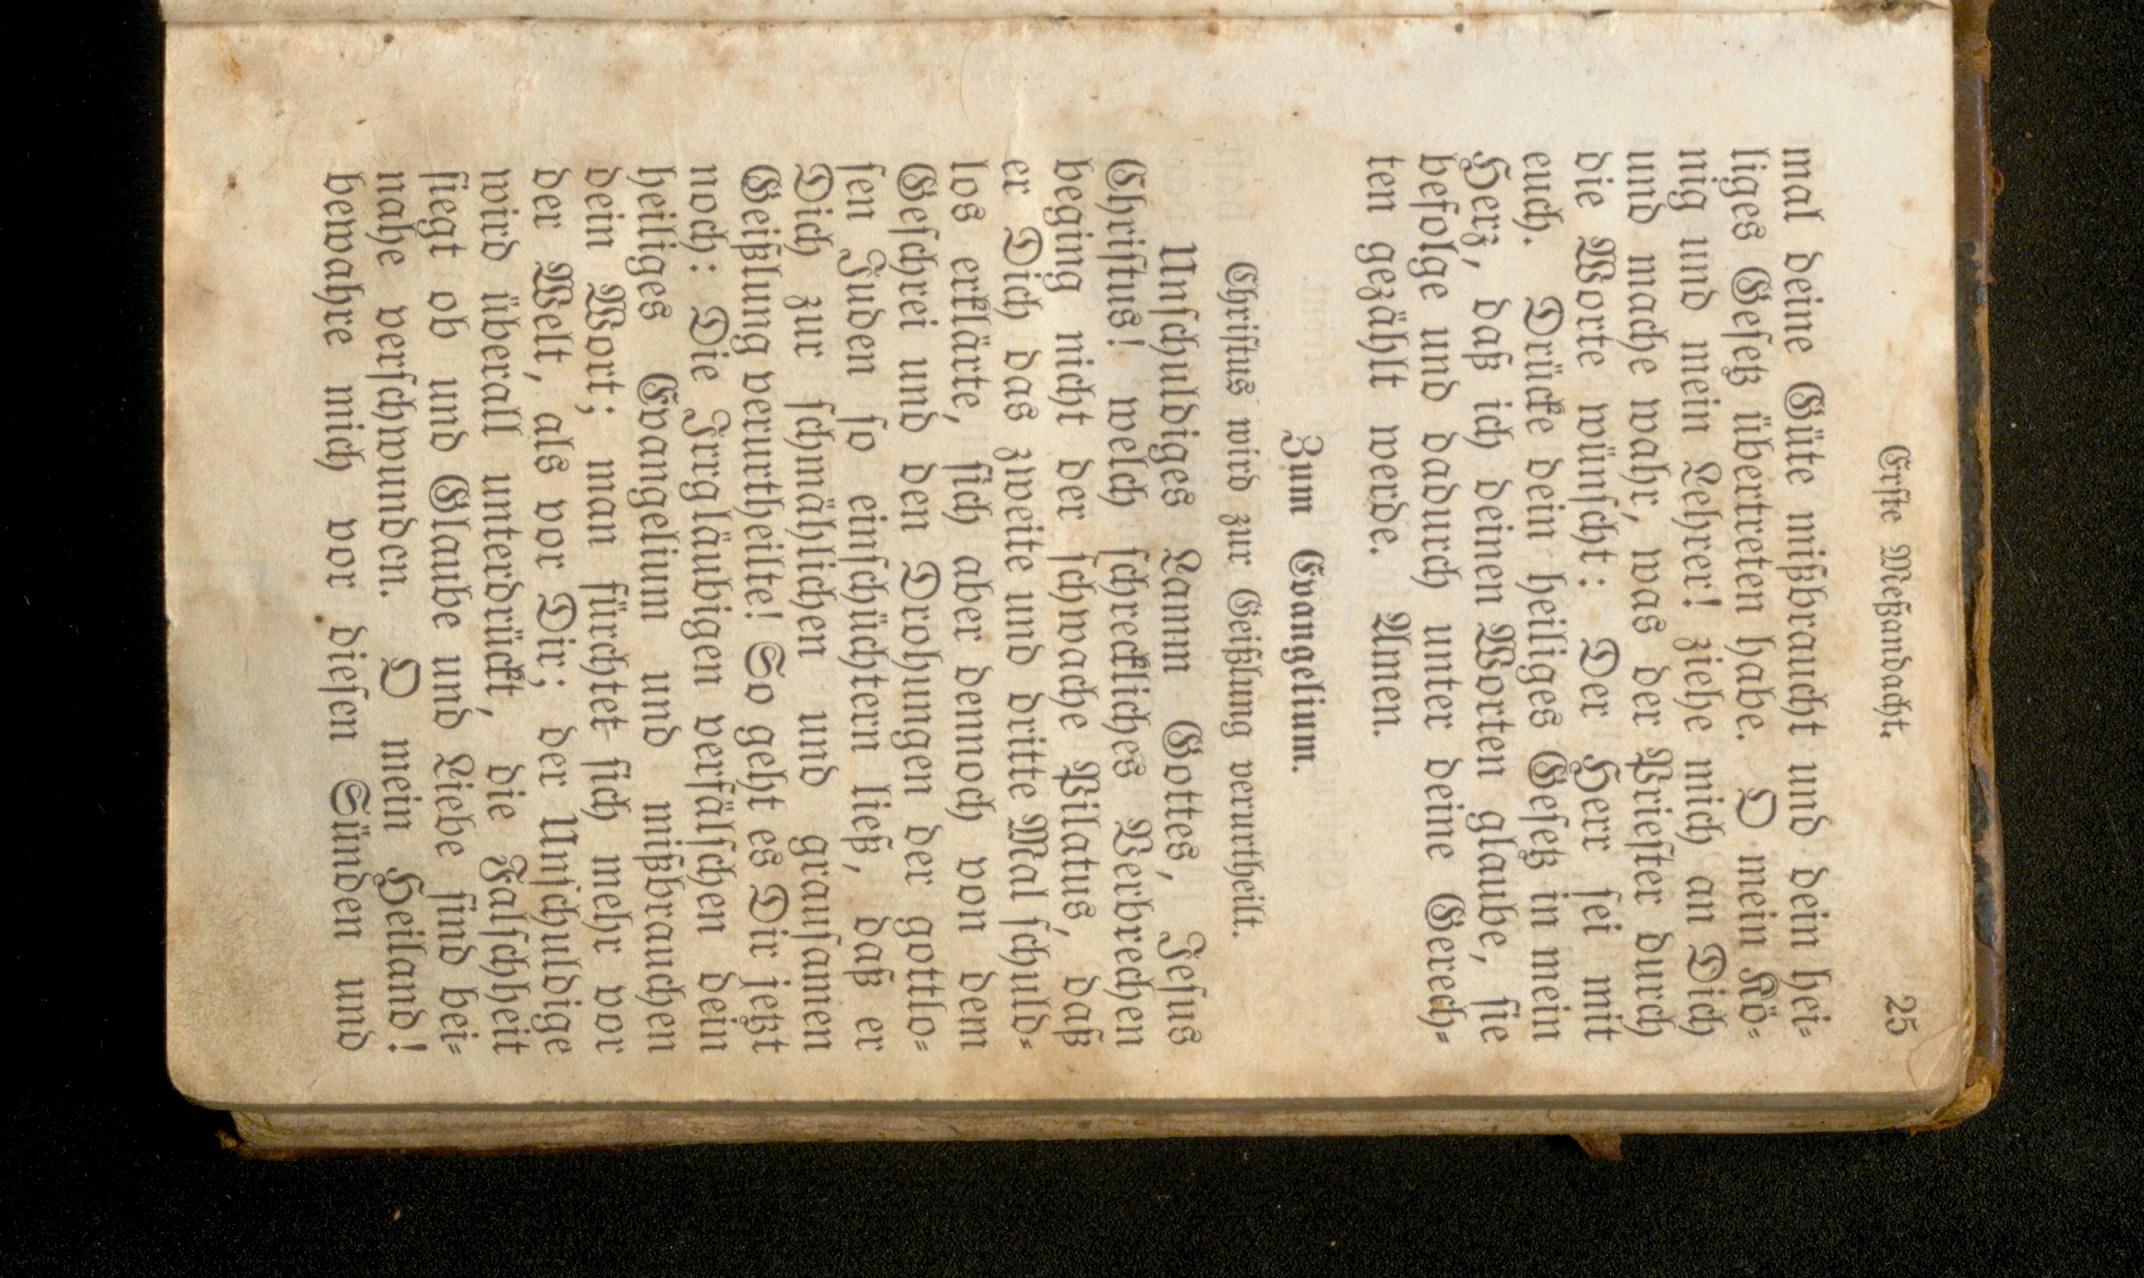 Erste Meßandacht. 25
mal deine Güte mißbraucht und dein hei-
liges Gesetz übertreten habe. O mein Kö-
nig und mein Lehrer! ziehe mich an Dich
und mache wahr, was der Priester durch
die Worte wünscht: Der Herr sei mit
euch. Drücke dein heiliges Gesetz in mein
Herz, daß ich deinen Worten glaube, sie
befolge und dadurch unter deine Gerech-
ten gezählt werde. Amen.
Zum Evangelium.
Christus wird zur Geißlung verurtheilt.
Unschuldiges Lamm Gottes, Jesus
Christus! welch schreckliches Verbrechen
beging nicht der schwache Pilatus, daß
er Dich das zweite und dritte Mal schuld-
los erklärte, sich aber dennoch von dem
Geschrei und den Drohungen der gottlo-
sen Juden so einschüchtern ließ, daß er
Dich zur schmählichen und grausamen
Geißlung verurtheilte! So geht es Dir jetzt
noch: Die Irrgläubigen verfälschen dein
heiliges Evangelium und mißbrauchen
dein Wort; man fürchtet sich mehr vor
der Welt, als vor Dir; der Unschuldige
wird überall unterdrückt, die Falschheit
siegt ob und Glaube und Liebe sind bei-
nahe verschwunden. O mein Heiland!
bewahre mich vor diesen Sünden und